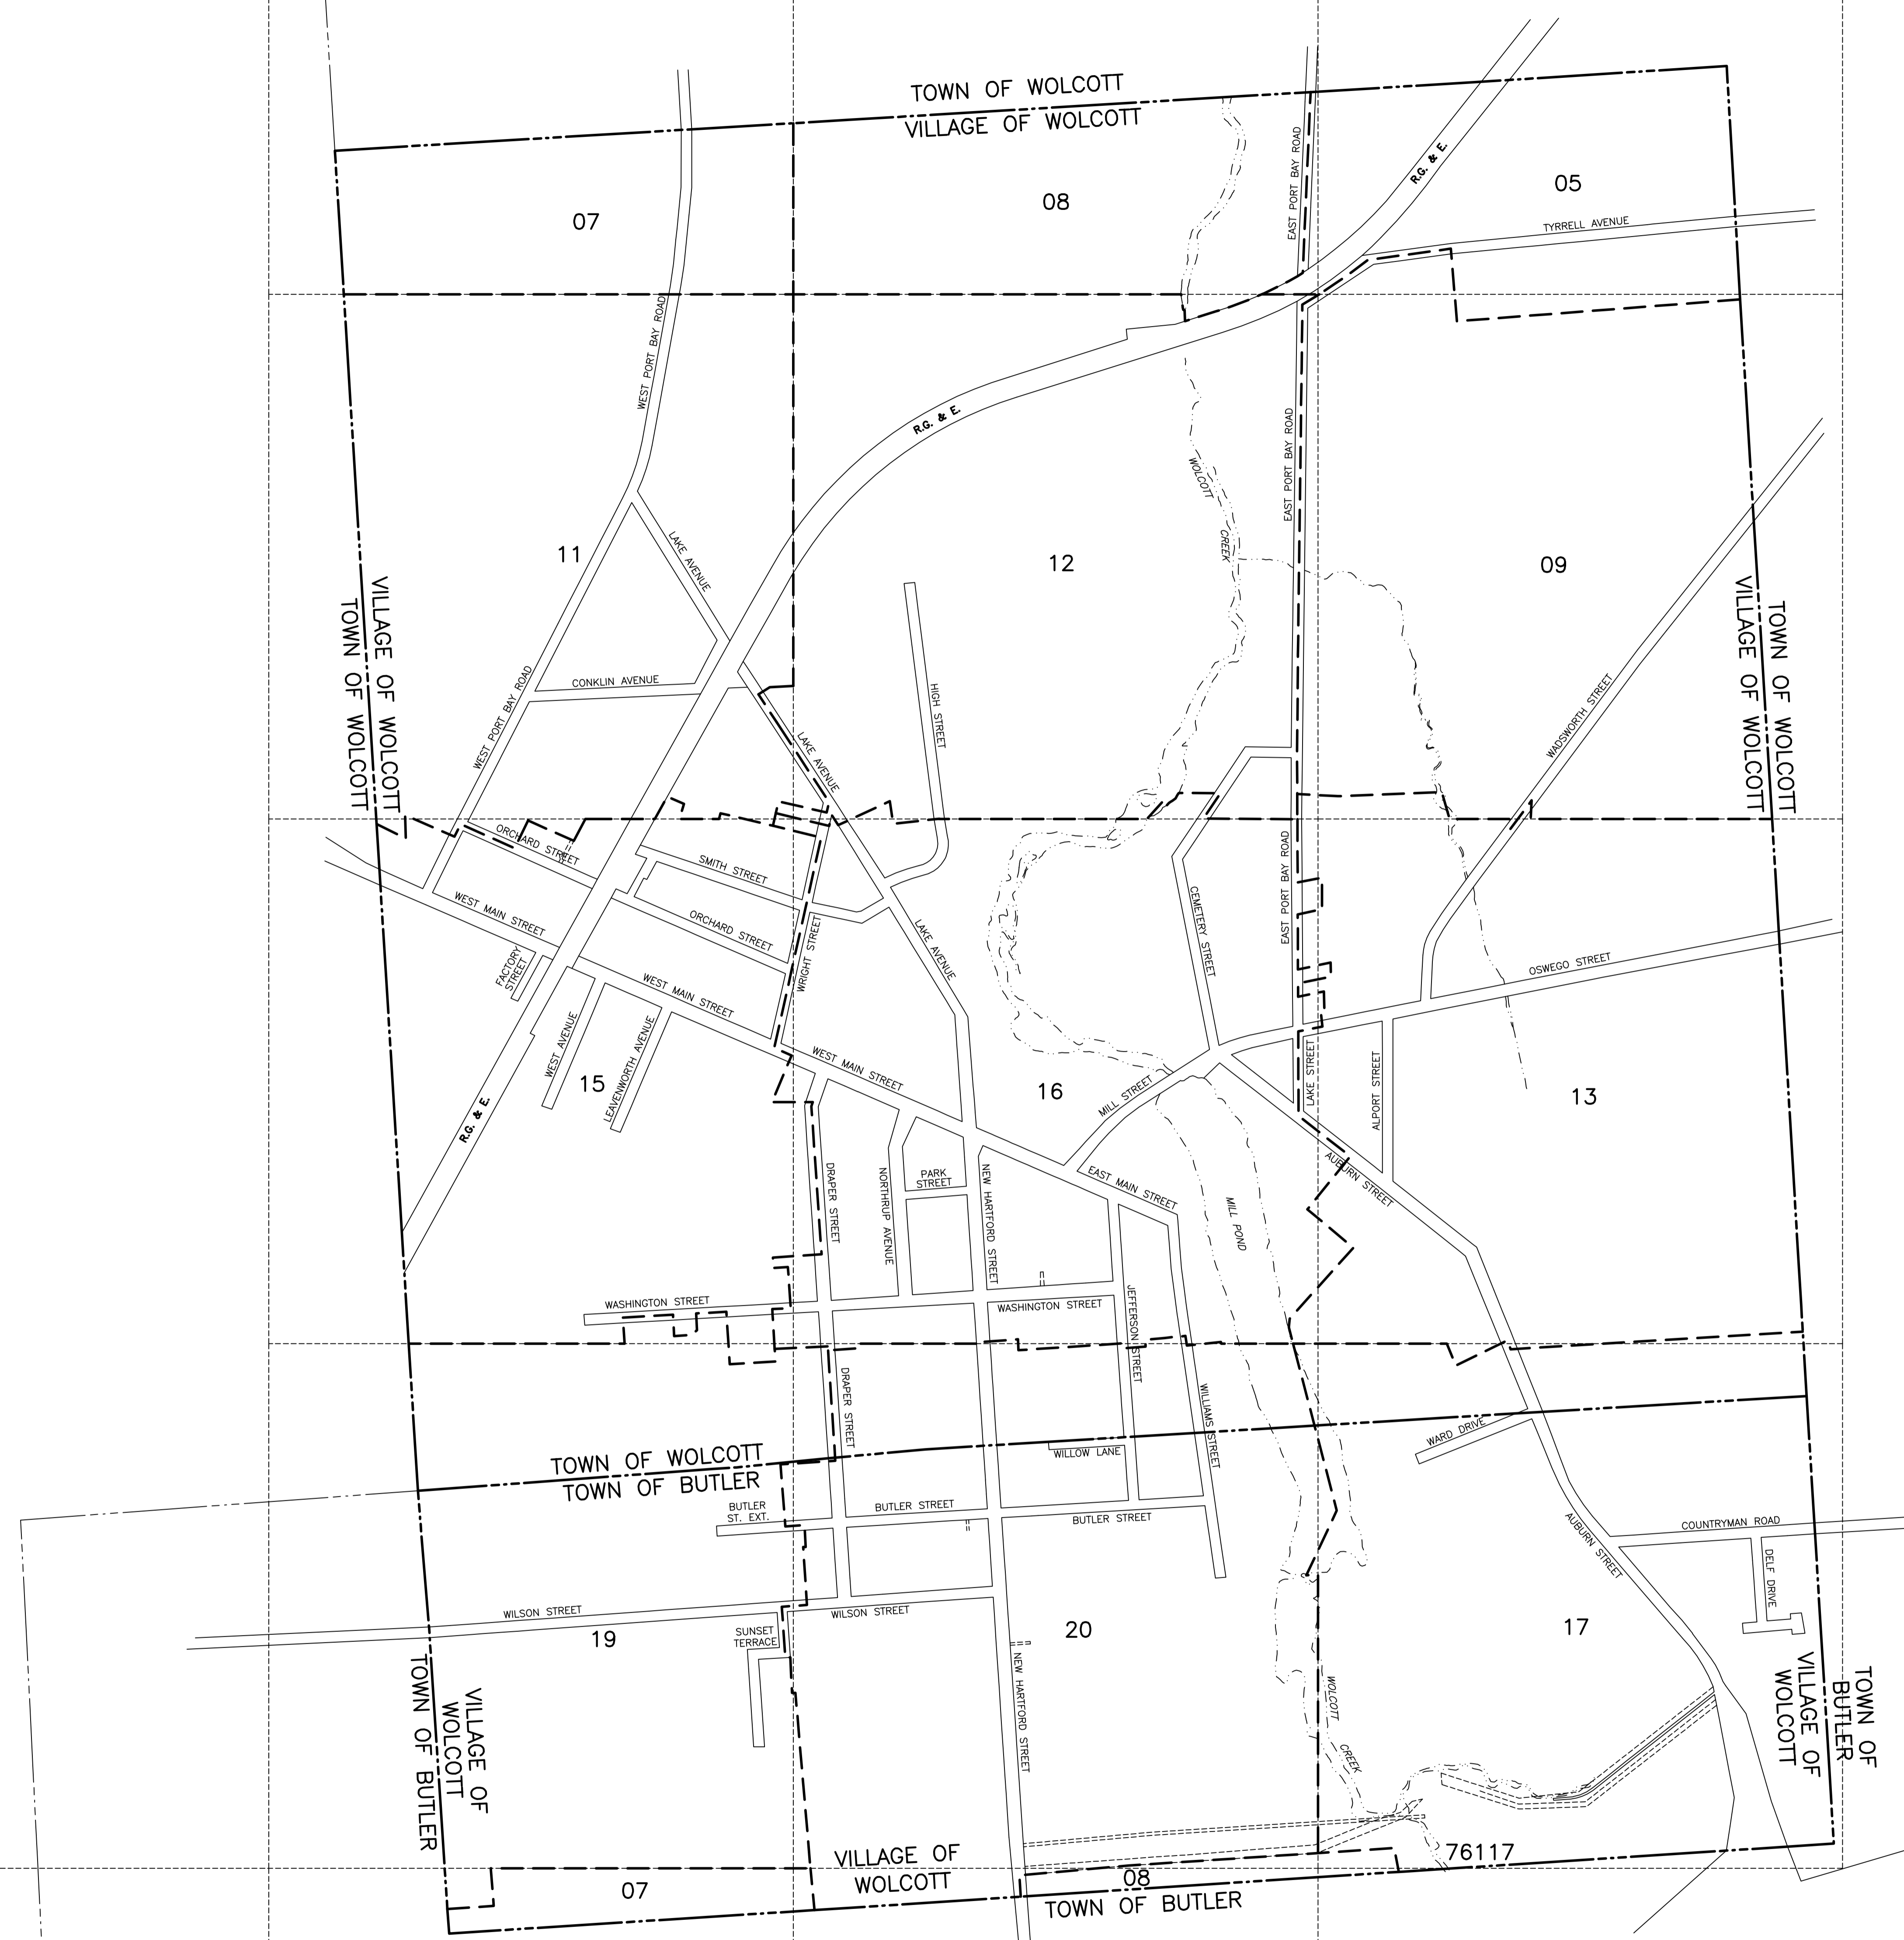 TOWN OF WOLCOTT
VILLAGE OF WOLCOTT
EAST PORT BAY ROAD
R.G. & E.
05
07
08
TYRRELL AVENUE
WEST PORT BAY ROAD
R.G. & E.
EAST PORT BAY ROAD
WOLCOTT
CREEK
LAKE AVENUE
11
12
09
VILLAGE OF WOLCOTT
TOWN OF WOLCOTT
TOWN OF WOLCOTT
VILLAGE OF WOLCOTT
WEST PORT BAY ROAD
CONKLIN AVENUE
HIGH STREET
WADSWORTH STREET
LAKE AVENUE
ORCHARD STREET
SMITH STREET
EAST PORT BAY ROAD
CEMETERY STREET
WEST MAIN STREET
ORCHARD STREET
WRIGHT STREET
LAKE AVENUE
FACTORY
STREET
WEST MAIN STREET
OSWEGO STREET
WEST AVENUE
LEAVENWORTH AVENUE
WEST MAIN STREET
15
16
MILL STREET
LAKE STREET
ALPORT STREET
13
R.G. & E.
DRAPER STREET
NORTHRUP AVENUE
PARK
STREET
NEW HARTFORD STREET
EAST MAIN STREET
AUBURN STREET
MILL POND
WASHINGTON STREET
WASHINGTON STREET
JEFFERSON STREET
DRAPER STREET
WILLIAMS STREET
WARD DRIVE
TOWN OF WOLCOTT
TOWN OF BUTLER
WILLOW LANE
BUTLER
ST. EXT.
BUTLER STREET
BUTLER STREET
AUBURN STREET
COUNTRYMAN ROAD
DELF DRIVE
WILSON STREET
WILSON STREET
19
SUNSET
TERRACE
20
17
NEW HARTFORD STREET
WOLCOTT
CREEK
TOWN OF BUTLER
VILLAGE OF
WOLCOTT
VILLAGE OF
WOLCOTT
TOWN OF
BUTLER
76117
VILLAGE OF
WOLCOTT
07
08
TOWN OF BUTLER